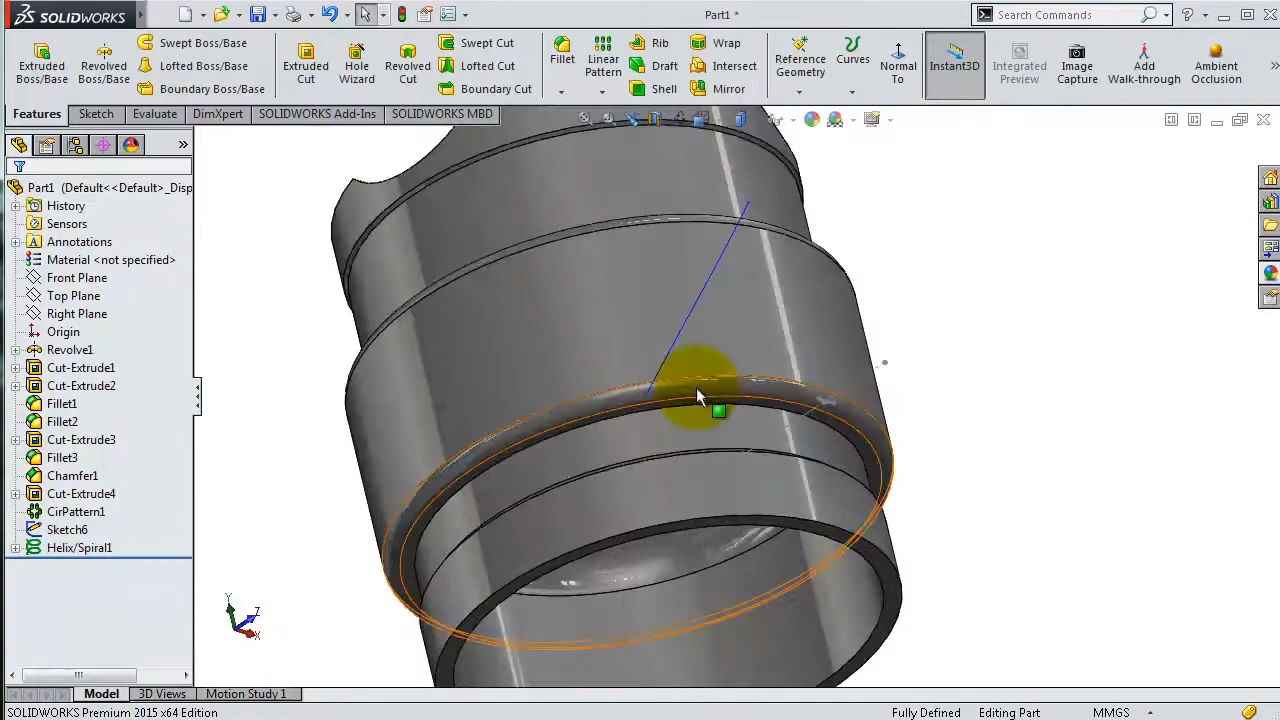 SOLIDWORKS
Part1 *
Search Commands
Extruded Boss/Base
Revolved Boss/Base
Swept Boss/Base
Lofted Boss/Base
Boundary Boss/Base
Extruded Cut
Hole Wizard
Revolved Cut
Swept Cut
Lofted Cut
Boundary Cut
Fillet
Linear Pattern
Rib
Draft
Shell
Wrap
Intersect
Mirror
Reference Geometry
Curves
Normal To
Instant3D
Integrated Preview
Image Capture
Add Walk-through
Ambient Occlusion
Features
Sketch
Evaluate
DimXpert
SOLIDWORKS Add-Ins
SOLIDWORKS MBD
Part1 (Default<<Default>_Disp
History
Sensors
Annotations
Material <not specified>
Front Plane
Top Plane
Right Plane
Origin
Revolve1
Cut-Extrude1
Cut-Extrude2
Fillet1
Fillet2
Cut-Extrude3
Fillet3
Chamfer1
Cut-Extrude4
CirPattern1
Sketch6
Helix/Spiral1
Y
Z
X
Model
3D Views
Motion Study 1
SOLIDWORKS Premium 2015 x64 Edition
Fully Defined
Editing Part
MMGS